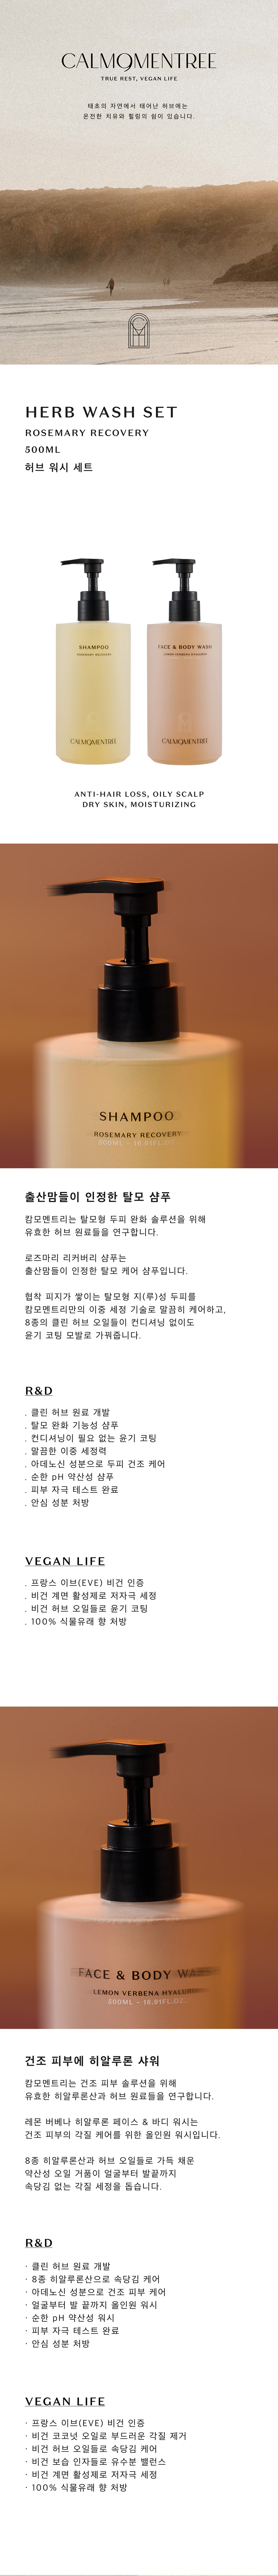 CALMOMENTREE
TRUE REST, VEGAN LIFE
태초의 자연에서 태어난 허브에는
온전한 치유와 힐링의 쉼이 있습니다.
HERB WASH SET
ROSEMARY RECOVERY
500ML
허브 워시 세트
SHAMPOO
ROSEMARY RECOVERY
CALMOMENTREE
FACE & BODY WASH
LEMON VERBENA HYALURON
CALMOMENTREE
ANTI-HAIR LOSS, OILY SCALP
DRY SKIN, MOISTURIZING
SHAMPOO
ROSEMARY RECOVERY
500ML - 16.91FL.OZ
출산맘들이 인정한 탈모 샴푸
캄모멘트리는 탈모형 두피 완화 솔루션을 위해
유효한 허브 원료들을 연구합니다.
로즈마리 리커버리 샴푸는
출산맘들이 인정한 탈모 케어 샴푸입니다.
협착 피지가 쌓이는 탈모형 지(루)성 두피를
캄모멘트리만의 이중 세정 기술로 말끔히 케어하고,
8종의 클린 허브 오일들이 컨디셔닝 없이도
윤기 코팅 모발로 가꿔줍니다.
R&D
. 클린 허브 원료 개발
. 탈모 완화 기능성 샴푸
. 컨디셔닝이 필요 없는 윤기 코팅
. 말끔한 이중 세정력
. 아데노신 성분으로 두피 건조 케어
. 순한 pH 약산성 샴푸
. 피부 자극 테스트 완료
. 안심 성분 처방
VEGAN LIFE
. 프랑스 이브(EVE) 비건 인증
. 비건 계면 활성제로 저자극 세정
. 비건 허브 오일들로 윤기 코팅
. 100% 식물유래 향 처방
FACE & BODY WA
LEMON VERBENA HYALURON
500ML - 16.91FL.OZ
건조 피부에 히알루론 샤워
캄모멘트리는 건조 피부 솔루션을 위해
유효한 히알루론산과 허브 원료들을 연구합니다.
레몬 버베나 히알루론 페이스 & 바디 워시는
건조 피부의 각질 케어를 위한 올인원 워시입니다.
8종 히알루론산과 허브 오일들로 가득 채운
약산성 오일 거품이 얼굴부터 발끝까지
속당김 없는 각질 세정을 돕습니다.
R&D
· 클린 허브 원료 개발
· 8종 히알루론산으로 속당김 케어
· 아데노신 성분으로 건조 피부 케어
· 얼굴부터 발 끝까지 올인원 워시
· 순한 pH 약산성 워시
· 피부 자극 테스트 완료
· 안심 성분 처방
VEGAN LIFE
· 프랑스 이브(EVE) 비건 인증
· 비건 코코넛 오일로 부드러운 각질 제거
· 비건 허브 오일들로 속당김 케어
· 비건 보습 인자들로 유수분 밸런스
· 비건 계면 활성제로 저자극 세정
· 100% 식물유래 향 처방